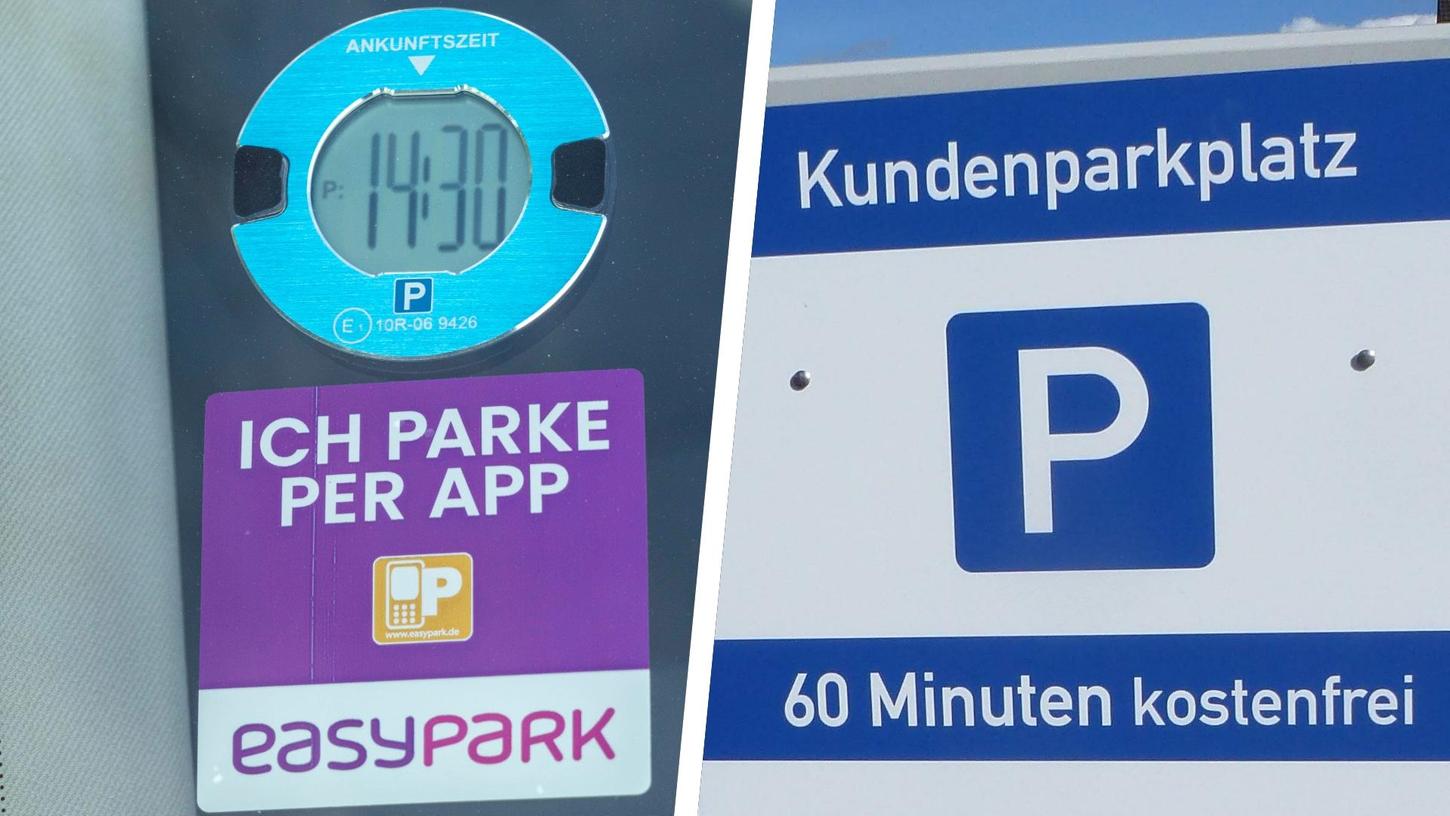 ANKUNFTSZEIT
P: 14:30
P
E1 10R-06 9426
ICH PARKE
PER APP
P
www.easypark.de
easyPARK
Kundenparkplatz
P
60 Minuten kostenfrei